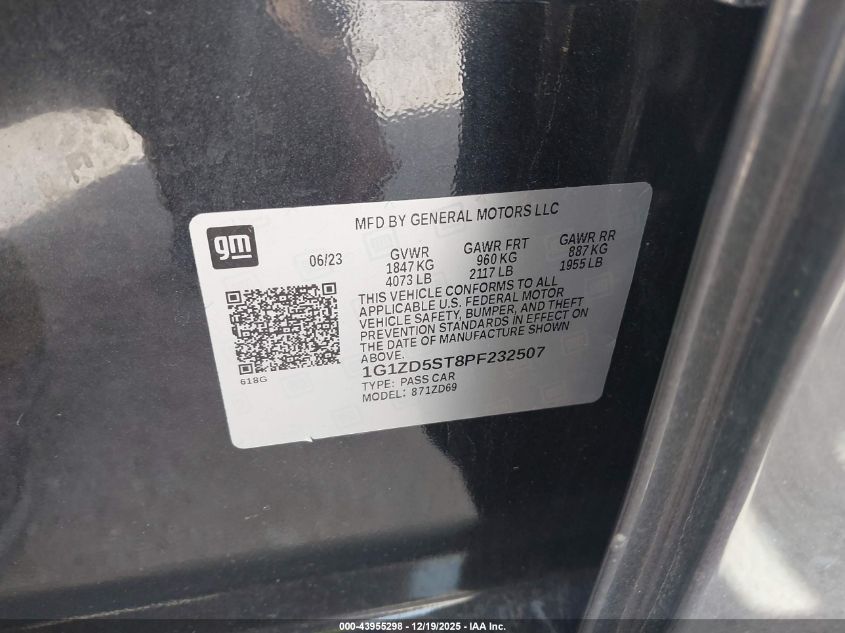 MFD BY GENERAL MOTORS LLC
gm
06/23
GVWR
1847 KG
4073 LB
GAWR FRT
960 KG
2117 LB
GAWR RR
887 KG
1955 LB
THIS VEHICLE CONFORMS TO ALL
APPLICABLE U.S. FEDERAL MOTOR
VEHICLE SAFETY, BUMPER, AND THEFT
PREVENTION STANDARDS IN EFFECT ON
THE DATE OF MANUFACTURE SHOWN
ABOVE.
618G
1G1ZD5ST8PF232507
TYPE: PASS CAR
MODEL: 871ZD69
000-43955298 - 12/19/2025 - IAA Inc.